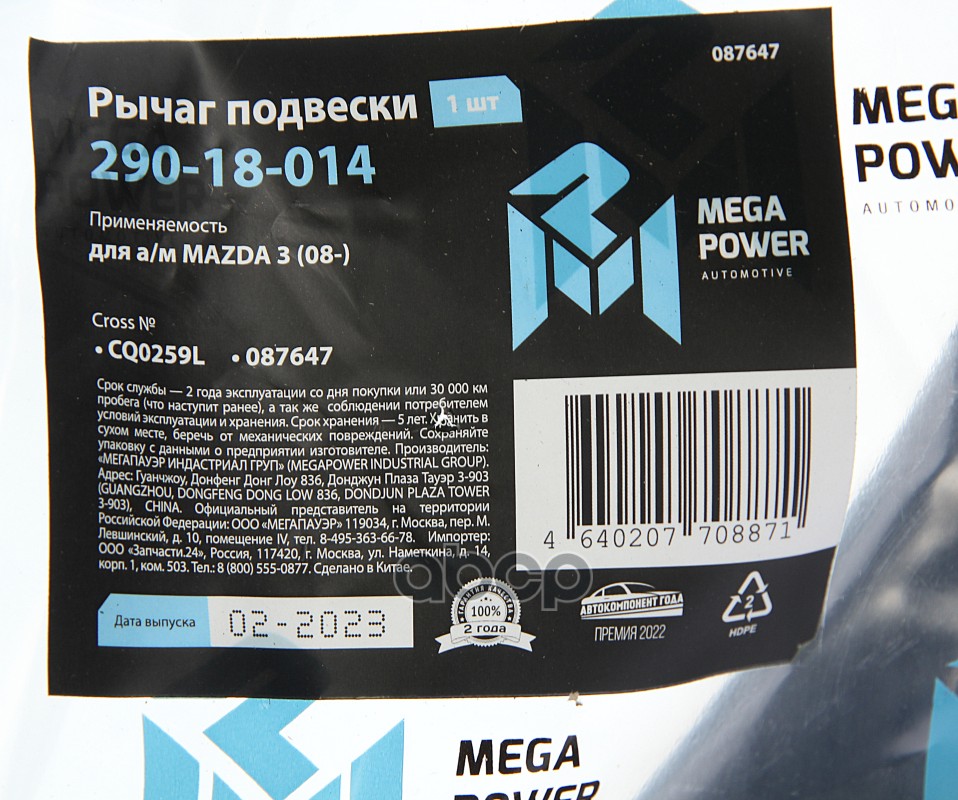 087647
Рычаг подвески 1 шт
290-18-014
Применяемость
для а/м MAZDA 3 (08-)
MEGA
POWER
AUTOMOTIVE
MEG
POW
AUTOMO
Cross №
• CQ0259L • 087647
Срок службы — 2 года эксплуатации со дня покупки или 30 000 км
пробега (что наступит ранее), а так же соблюдении потребителем
условий эксплуатации и хранения. Срок хранения — 5 лет. Хранить в
сухом месте, беречь от механических повреждений. Сохраняйте
упаковку с данными о предприятии изготовителе. Производитель:
«МЕГАПАУЭР ИНДАСТРИАЛ ГРУП» (MEGAPOWER INDUSTRIAL GROUP).
Адрес: Гуанчжоу, Донфенг Донг Лоу 836, Донджун Плаза Тауэр 3-903
(GUANGZHOU, DONGFENG DONG LOW 836, DONDJUN PLAZA TOWER
3-903), CHINA. Официальный представитель на территории
Российской Федерации: ООО «МЕГАПАУЭР» 119034, г. Москва, пер. М.
Левшинский, д. 10, помещение IV, тел. 8-495-363-66-78. Импортер:
ООО «Запчасти.24», Россия, 117420, г. Москва, ул. Наметкина, д. 14,
корп. 1, ком. 503. Тел.: 8 (800) 555-0877. Сделано в Китае.
4 640207 708871
abcp
Дата выпуска 02-2023
ГАРАНТИЯ КАЧЕСТВА
100%
2 года
АВТОКОМПОНЕНТ ГОДА
ПРЕМИЯ 2022
2
HDPE
MEGA
POWER